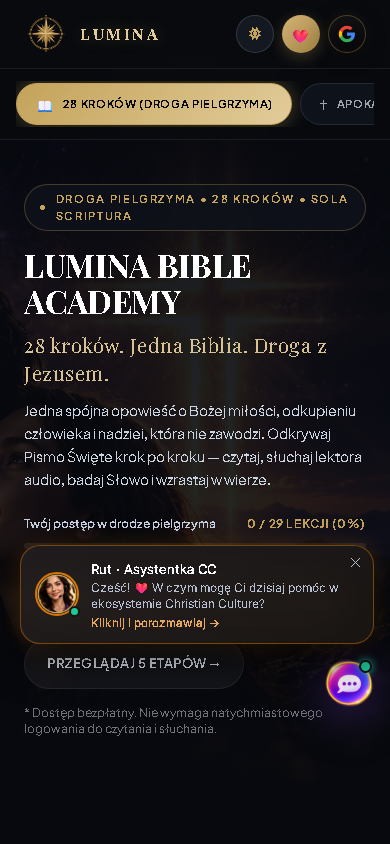 LUMINA
28 KROKÓW (DROGA PIELGRZYMA)
APOKA
DROGA PIELGRZYMA • 28 KROKÓW • SOLA
SCRIPTURA
LUMINA BIBLE
ACADEMY
28 kroków. Jedna Biblia. Droga z
Jezusem.
Jedna spójna opowieść o Bożej miłości, odkupieniu
człowieka i nadziei, która nie zawodzi. Odkrywaj
Pismo Święte krok po kroku — czytaj, słuchaj lektora
audio, badaj Słowo i wzrastaj w wierze.
Twój postęp w drodze pielgrzyma
0 / 29 LEKCJI (0%)
Rut · Asystentka CC
Cześć! ❤️ W czym mogę Ci dzisiaj pomóc w
ekosystemie Christian Culture?
Kliknij i porozmawiaj →
PRZEGLĄDAJ 5 ETAPÓW →
* Dostęp bezpłatny. Nie wymaga natychmiastowego
logowania do czytania i słuchania.